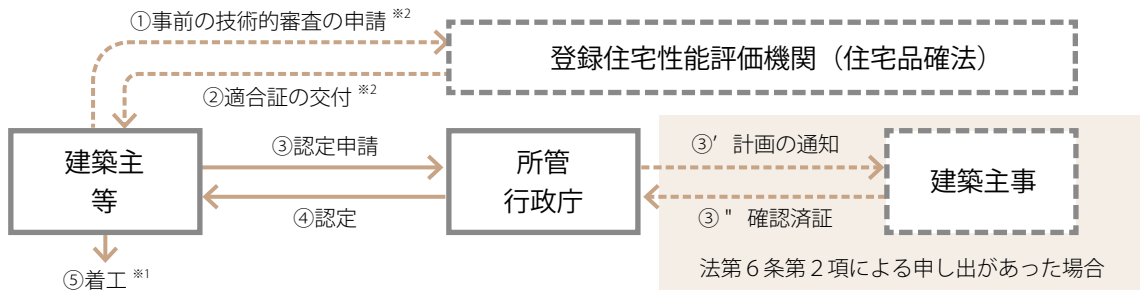 ①事前の技術的審査の申請 ※2
登録住宅性能評価機関（住宅品確法）
②適合証の交付 ※2
建築主
等
③認定申請
④認定
所管
行政庁
③’ 計画の通知
③" 確認済証
建築主事
⑤着工 ※1
法第６条第２項による申し出があった場合